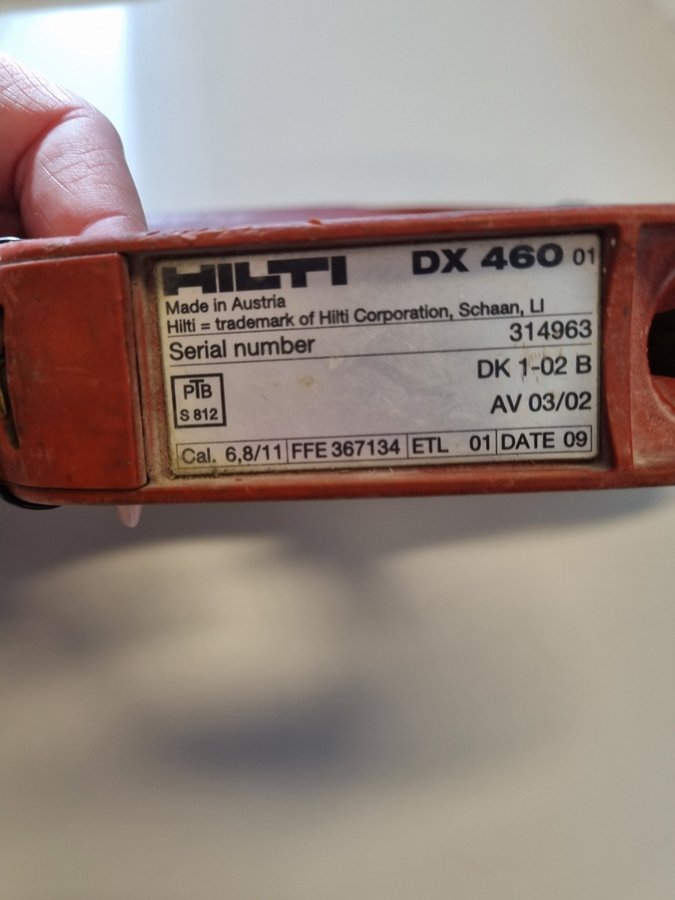 HILTI DX 460 01
Made in Austria
Hilti = trademark of Hilti Corporation, Schaan, LI
Serial number 314963
DK 1-02 B
PTB
S 812
AV 03/02
Cal. 6,8/11 FFE 367134 ETL 01 DATE 09